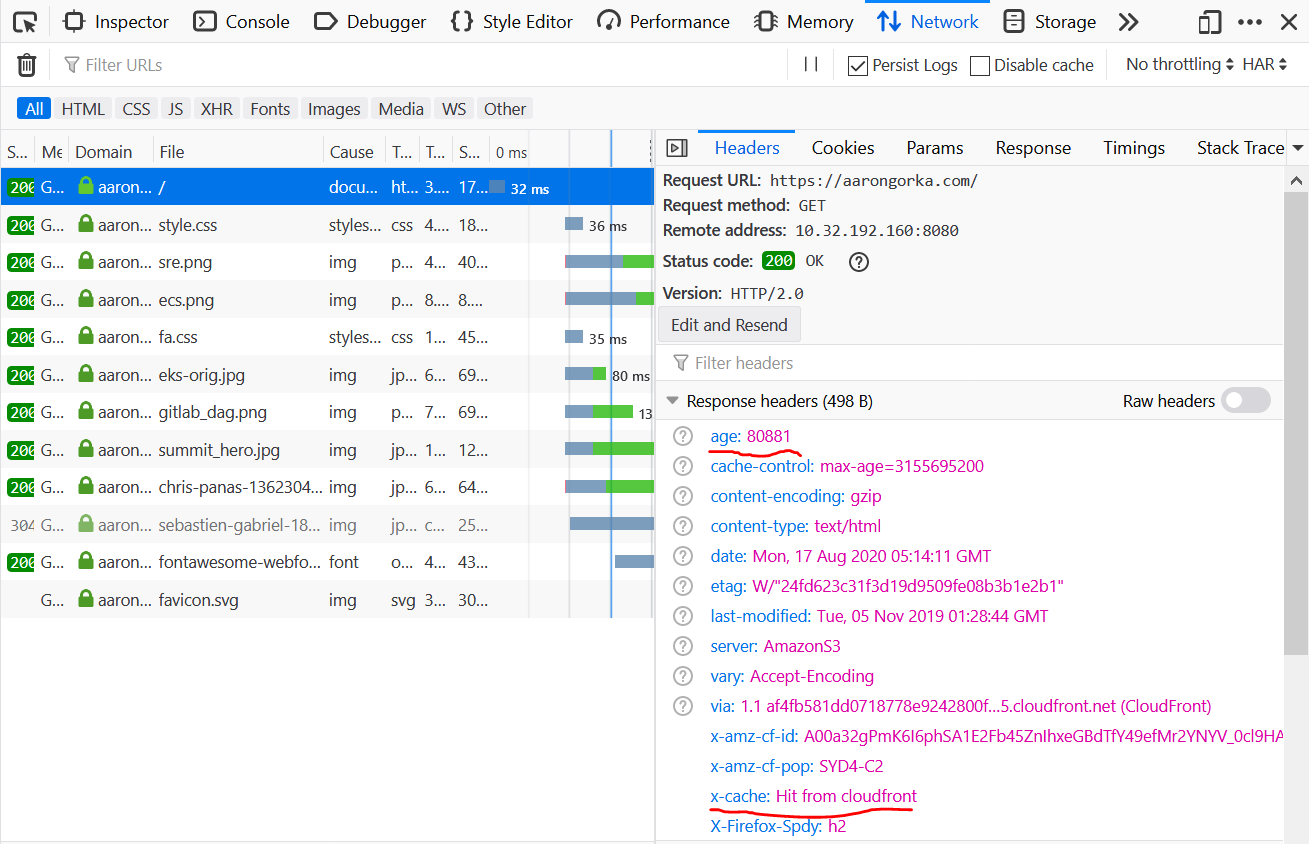 Inspector Console Debugger Style Editor Performance Memory Network Storage
Filter URLs Persist Logs Disable cache No throttling HAR
All HTML CSS JS XHR Fonts Images Media WS Other
S... Me Domain File Cause T... T... S... 0 ms
200 G... aaron... / docu... ht... 3.... 17... 32 ms
200 G... aaron... style.css styles... css 4.... 18... 36 ms
200 G... aaron... sre.png img p... 4... 40...
200 G... aaron... ecs.png img p... 8.... 8....
200 G... aaron... fa.css styles... css 1... 45... 35 ms
200 G... aaron... eks-orig.jpg img jp... 6... 69... 80 ms
200 G... aaron... gitlab_dag.png img p... 7... 69... 13
200 G... aaron... summit_hero.jpg img jp... 1... 12...
200 G... aaron... chris-panas-1362304... img jp... 6... 64...
304 G... aaron... sebastien-gabriel-18... img jp... c... 25...
200 G... aaron... fontawesome-webfo... font o... 4... 43...
G... aaron... favicon.svg img svg 3... 30...
Headers Cookies Params Response Timings Stack Trace
Request URL: https://aarongorka.com/
Request method: GET
Remote address: 10.32.192.160:8080
Status code: 200 OK
Version: HTTP/2.0
Edit and Resend
Filter headers
Response headers (498 B) Raw headers
age: 80881
cache-control: max-age=3155695200
content-encoding: gzip
content-type: text/html
date: Mon, 17 Aug 2020 05:14:11 GMT
etag: W/"24fd623c31f3d19d9509fe08b3b1e2b1"
last-modified: Tue, 05 Nov 2019 01:28:44 GMT
server: AmazonS3
vary: Accept-Encoding
via: 1.1 af4fb581dd0718778e9242800f...5.cloudfront.net (CloudFront)
x-amz-cf-id: A00a32gPmK6I6phSA1E2Fb45ZnIhxeGBdTfY49efMr2YNYV_0cl9HA
x-amz-cf-pop: SYD4-C2
x-cache: Hit from cloudfront
X-Firefox-Spdy: h2